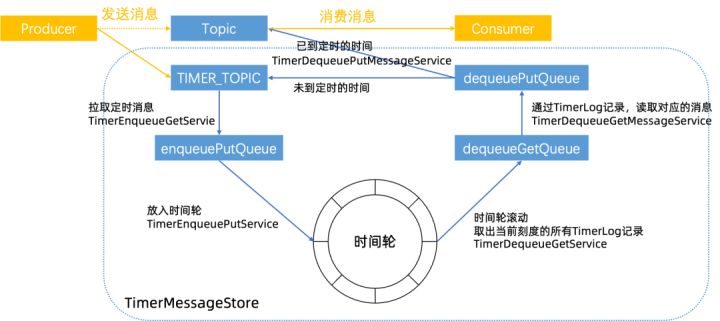 发送消息
消费消息
Producer
Topic
Consumer
已到定时的时间
TimerDequeuePutMessageService
TIMER_TOPIC
dequeuePutQueue
未到定时的时间
拉取定时消息
TimerEnqueueGetServie
通过TimerLog记录，读取对应的消息
TimerDequeueGetMessageService
enqueuePutQueue
dequeueGetQueue
放入时间轮
TimerEnqueuePutService
时间轮
时间轮滚动
取出当前刻度的所有TimerLog记录
TimerDequeueGetService
TimerMessageStore